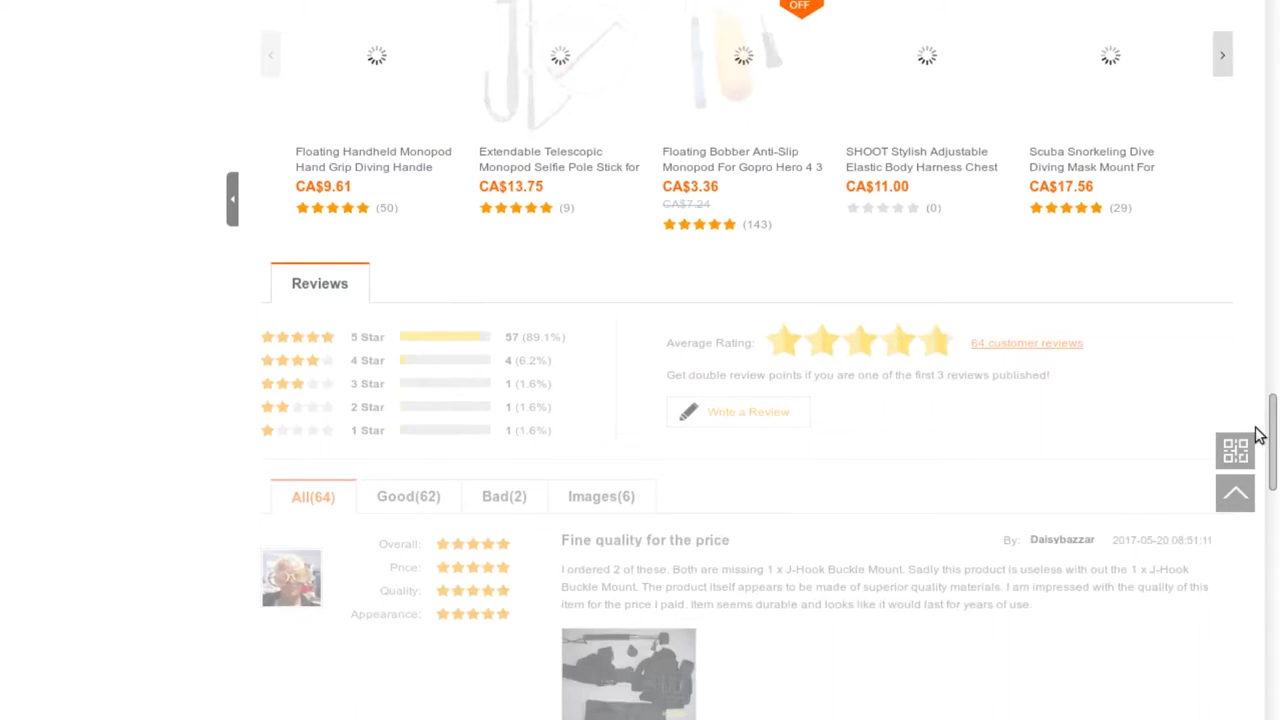 OFF
Floating Handheld Monopod
Hand Grip Diving Handle
CA$9.61
(50)
Extendable Telescopic
Monopod Selfie Pole Stick for
CA$13.75
(9)
Floating Bobber Anti-Slip
Monopod For Gopro Hero 4 3
CA$3.36
CA$7.24
(143)
SHOOT Stylish Adjustable
Elastic Body Harness Chest
CA$11.00
(0)
Scuba Snorkeling Dive
Diving Mask Mount For
CA$17.56
(29)
Reviews
5 Star 57 (89.1%)
4 Star 4 (6.2%)
3 Star 1 (1.6%)
2 Star 1 (1.6%)
1 Star 1 (1.6%)
Average Rating: 64 customer reviews
Get double review points if you are one of the first 3 reviews published!
Write a Review
All(64) Good(62) Bad(2) Images(6)
Overall:
Price:
Quality:
Appearance:
Fine quality for the price
By: Daisybazzar 2017-05-20 08:51:11
I ordered 2 of these. Both are missing 1 x J-Hook Buckle Mount. Sadly this product is useless with out the 1 x J-Hook
Buckle Mount. The product itself appears to be made of superior quality materials. I am impressed with the quality of this
item for the price I paid. Item seems durable and looks like it would last for years of use.